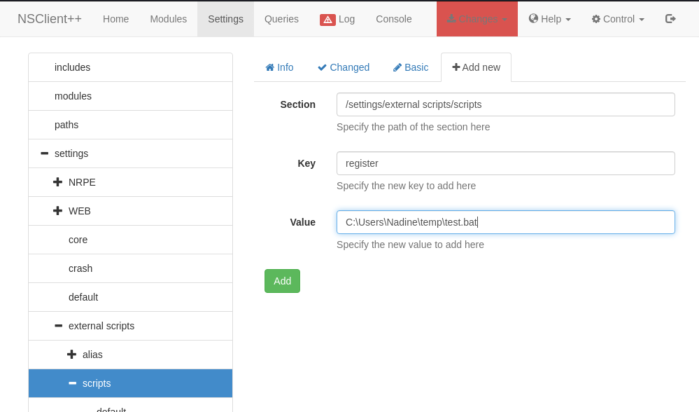 NSClient++ Home Modules Settings Queries Log Console Help Control
includes
modules
paths
settings
NRPE
WEB
core
crash
default
external scripts
alias
scripts
default
Info Changed Basic Add new
Section /settings/external scripts/scripts
Specify the path of the section here
Key register
Specify the new key to add here
Value C:\Users\Nadine\temp\test.bat
Specify the new value to add here
Add